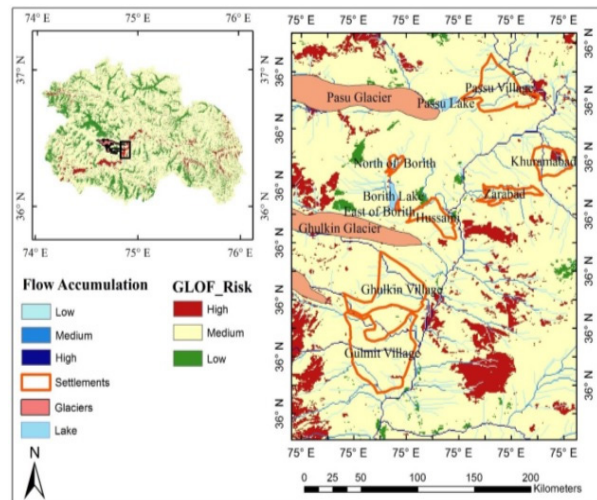 74° E
75° E
76° E
37° N
36° N
37° N
36° N
74° E
75° E
76° E
Flow Accumulation
Low
Medium
High
Settlements
Glaciers
Lake
GLOF_Risk
High
Medium
Low
N
75° E 75° E 75° E 75° E 75° E 75° E
36° N 36° N 36° N 36° N 36° N 36° N
Pasu Glacier
Passu Lake
Passu Village
North of Borith
Khuramabad
Borith Lake
Zarabad
East of Borith
Hussaini
Ghulkin Glacier
Ghulkin Village
Gulmit Village
36° N 36° N 36° N 36° N 36° N 36° N
75° E 75° E 75° E 75° E 75° E 75° E
0 25 50 100 150 200
Kilometers